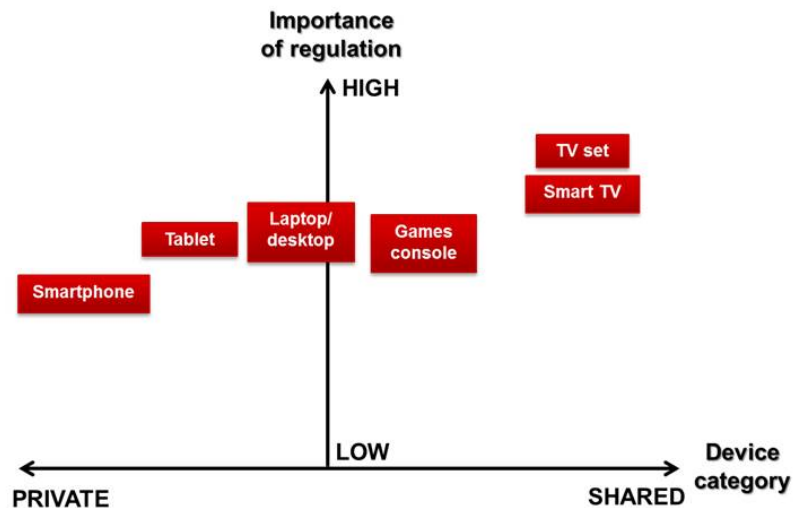 Importance
of regulation
HIGH
TV set
Smart TV
Laptop/
desktop
Games
console
Tablet
Smartphone
LOW
Device
category
PRIVATE
SHARED